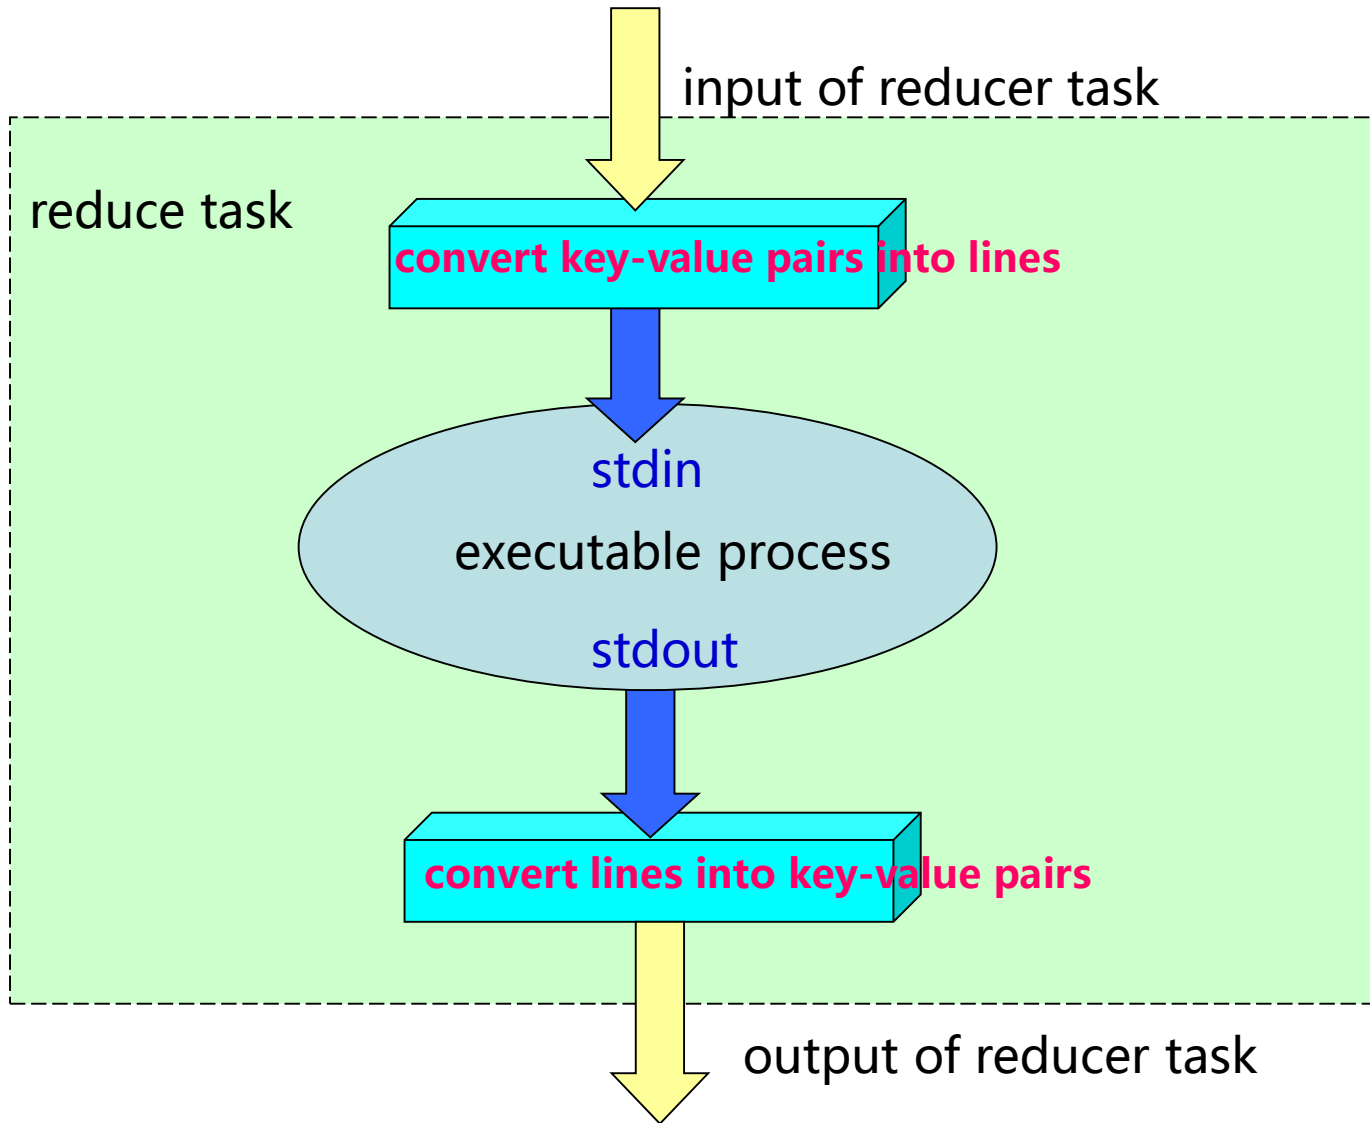 input of reducer task
reduce task
convert key-value pairs into lines
stdin
executable process
stdout
convert lines into key-value pairs
output of reducer task